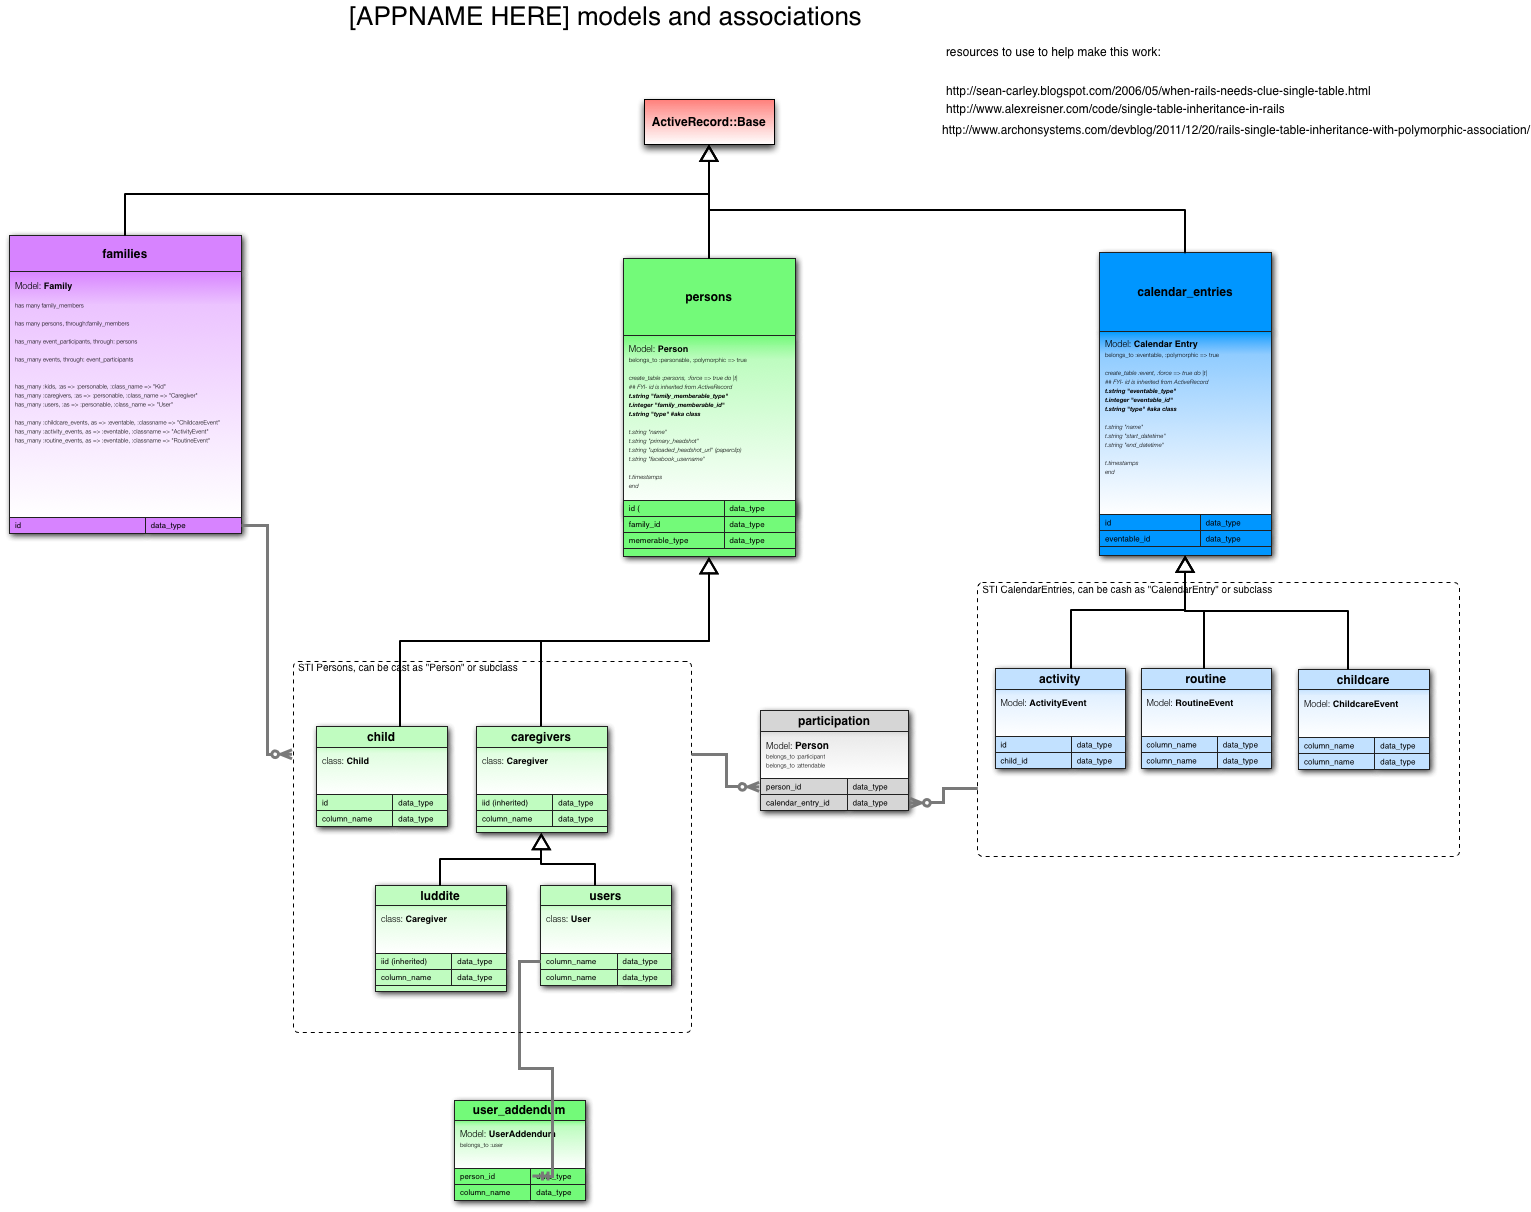 [APPNAME HERE] models and associations
resources to use to help make this work:
http://sean-carley.blogspot.com/2006/05/when-rails-needs-clue-single-table.html
http://www.alexreisner.com/code/single-table-inheritance-in-rails
http://www.archonsystems.com/devblog/2011/12/20/rails-single-table-inheritance-with-polymorphic-association/
ActiveRecord::Base
families
Model: Family
has many family_members
has many persons, through:family_members
has_many event_participants, through: persons
has_many events, through: event_participants
has_many :kids, :as => :personable, :class_name => "Kid"
has_many :caregivers, :as => :personable, :class_name => "Caregiver"
has_many :users, :as => :personable, :class_name => "User"
has_many :childcare_events, as => :eventable, :classname => "ChildcareEvent"
has_many :activity_events, as => :eventable, :classname => "ActivityEvent"
has_many :routine_events, as => :eventable, :classname => "RoutineEvent"
id data_type
persons
Model: Person
belongs_to :personable, :polymorphic => true
create_table :persons, :force => true do |t|
## FYI- id is inherited from ActiveRecord
t.string "family_memberable_type"
t.integer "family_memberable_id"
t.string "type" #aka class
t.string "name"
t.string "primary_headshot"
t.string "uploaded_headshot_url" (paperclip)
t.string "facebook_username"
t.timestamps
end
id ( data_type
family_id data_type
memerable_type data_type
calendar_entries
Model: Calendar Entry
belongs_to :eventable, :polymorphic => true
create_table :event, :force => true do |t|
## FYI- id is inherited from ActiveRecord
t.string "eventable_type"
t.integer "eventable_id"
t.string "type" #aka class
t.string "name"
t.string "start_datetime"
t.string "end_datetime"
t.timestamps
end
id data_type
eventable_id data_type
STI CalendarEntries, can be cash as "CalendarEntry" or subclass
activity
Model: ActivityEvent
id data_type
child_id data_type
routine
Model: RoutineEvent
column_name data_type
column_name data_type
childcare
Model: ChildcareEvent
column_name data_type
column_name data_type
STI Persons, can be cast as "Person" or subclass
child
class: Child
id data_type
column_name data_type
caregivers
class: Caregiver
iid (inherited) data_type
column_name data_type
participation
Model: Person
belongs_to :participant
belongs_to :attendable
person_id data_type
calendar_entry_id data_type
luddite
class: Caregiver
iid (inherited) data_type
column_name data_type
users
class: User
column_name data_type
column_name data_type
user_addendum
Model: UserAddendum
belongs_to :user
person_id data_type
column_name data_type